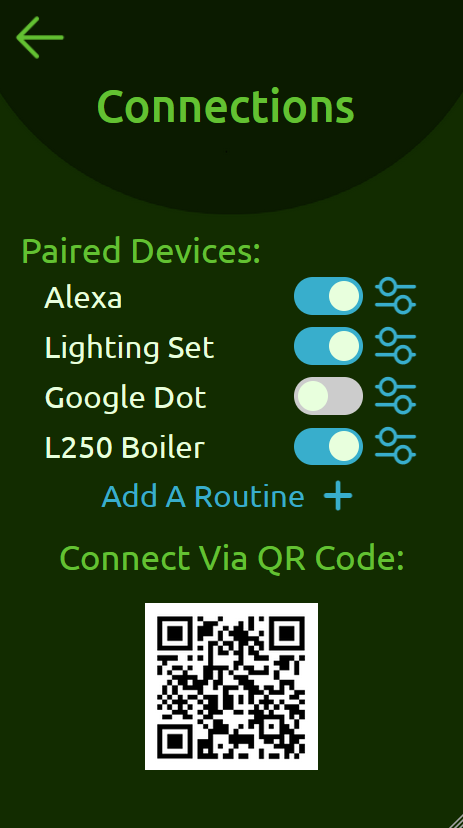 Connections
Paired Devices:
Alexa
Lighting Set
Google Dot
L250 Boiler
Add A Routine +
Connect Via QR Code: